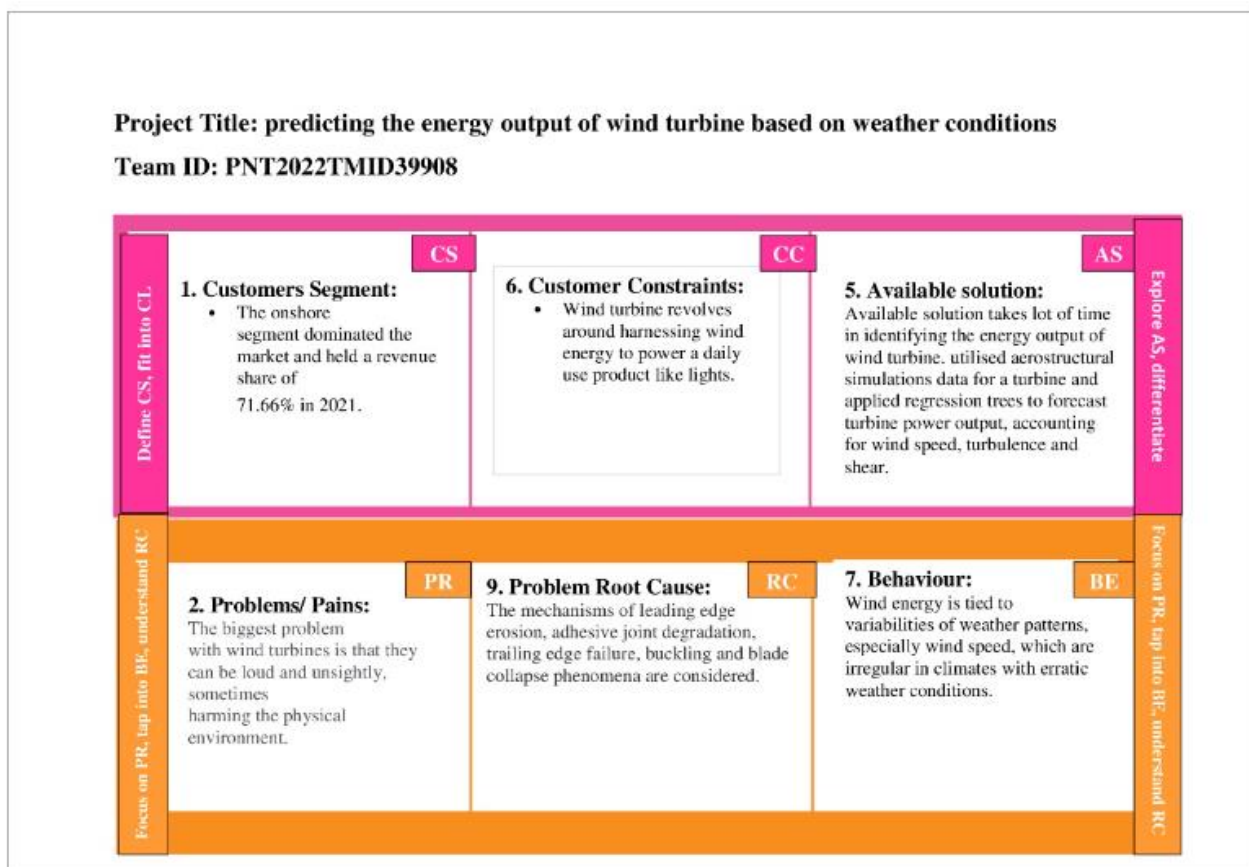 Project Title: predicting the energy output of wind turbine based on weather conditions
Team ID: PNT2022TMID39908
Define CS, fit into CL
CS
1. Customers Segment:
• The onshore
segment dominated the
market and held a revenue
share of
71.66% in 2021.
CC
6. Customer Constraints:
• Wind turbine revolves
around harnessing wind
energy to power a daily
use product like lights.
AS
5. Available solution:
Available solution takes lot of time
in identifying the energy output of
wind turbine. utilised aerostructural
simulations data for a turbine and
applied regression trees to forecast
turbine power output, accounting
for wind speed, turbulence and
shear.
Explore AS, differentiate
Focus on PR, tap into BE, understand RC
PR
2. Problems/ Pains:
The biggest problem
with wind turbines is that they
can be loud and unsightly,
sometimes
harming the physical
environment.
RC
9. Problem Root Cause:
The mechanisms of leading edge
erosion, adhesive joint degradation,
trailing edge failure, buckling and blade
collapse phenomena are considered.
BE
7. Behaviour:
Wind energy is tied to
variabilities of weather patterns,
especially wind speed, which are
irregular in climates with erratic
weather conditions.
Focus on PR, tap into BE, understand RC